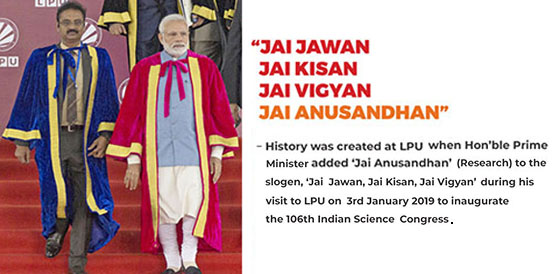 LPU
LPU
"JAI JAWAN
JAI KISAN
JAI VIGYAN
JAI ANUSANDHAN"
– History was created at LPU when Hon'ble Prime
Minister added 'Jai Anusandhan' (Research) to the
slogen, 'Jai Jawan, Jai Kisan, Jai Vigyan' during his
visit to LPU on 3rd January 2019 to inaugurate
the 106th Indian Science Congress.